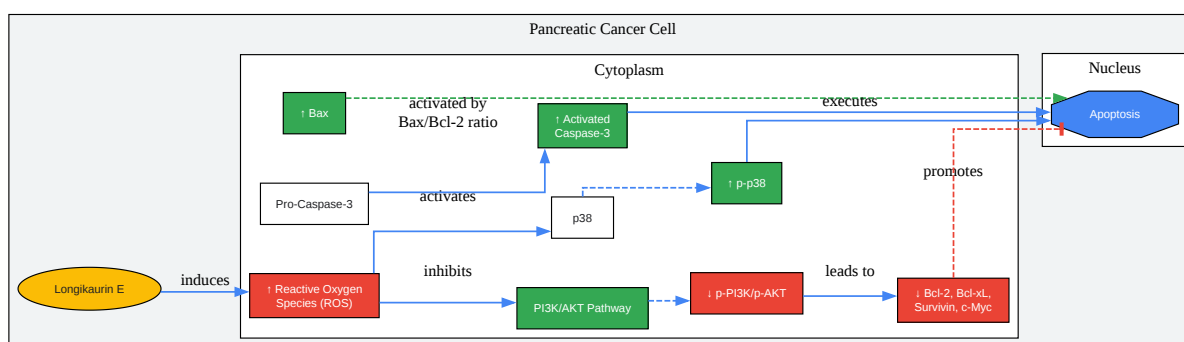 Pancreatic Cancer Cell
Cytoplasm
Nucleus
↑ Bax
activated by
Bax/Bcl-2 ratio
↑ Activated
Caspase-3
executes
Apoptosis
Pro-Caspase-3
activates
p38
↑ p-p38
promotes
Longikaurin E
induces
↑ Reactive Oxygen
Species (ROS)
inhibits
PI3K/AKT Pathway
↓ p-PI3K/p-AKT
leads to
↓ Bcl-2, Bcl-xL,
Survivin, c-Myc